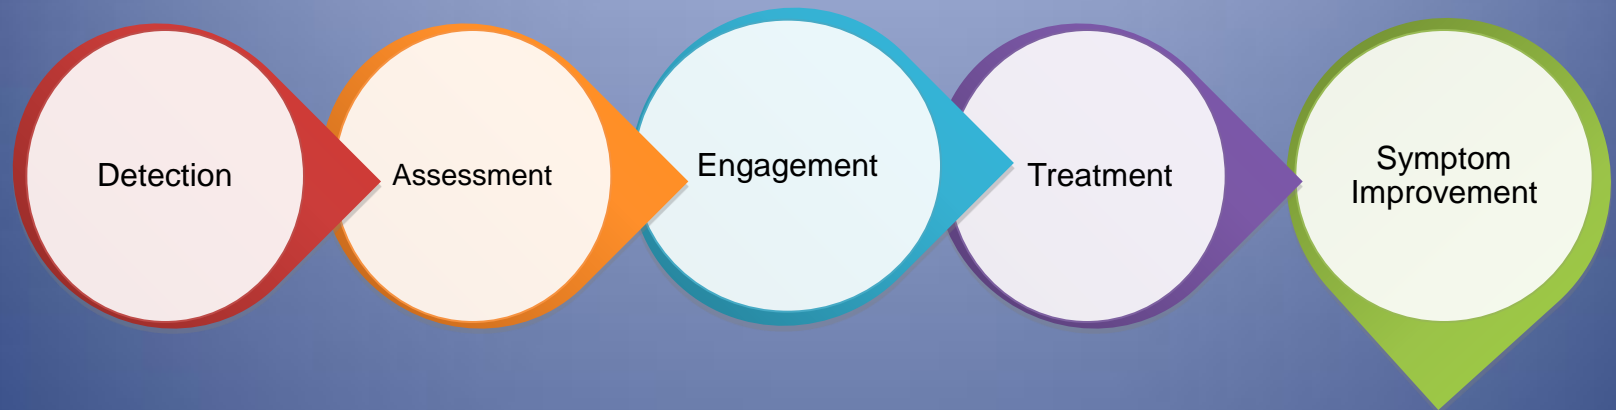 Detection
Assessment
Engagement
Treatment
Symptom
Improvement